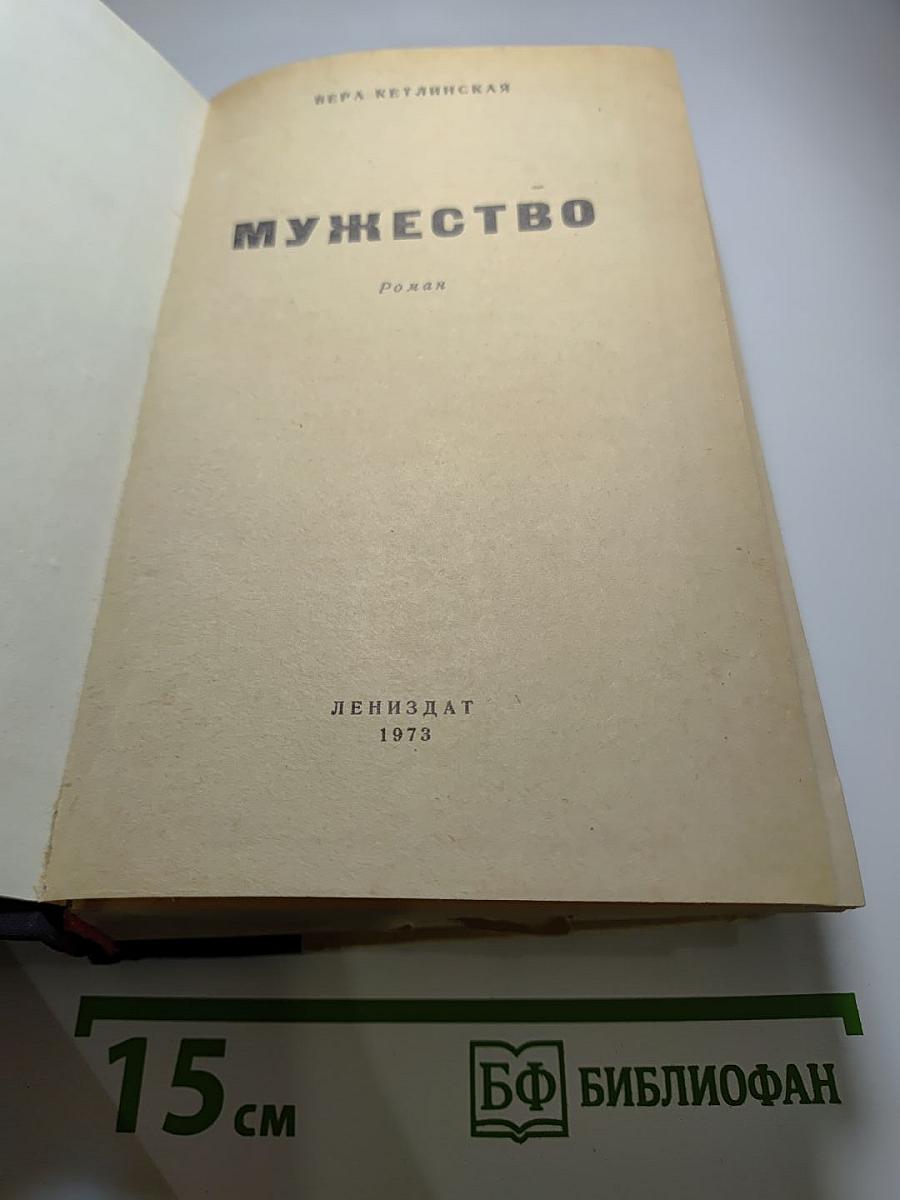 ВЕРА КЕТЛИНСКАЯ
МУЖЕСТВО
Роман
ЛЕНИЗДАТ
1973
15 см
БФ БИБЛИОФАН